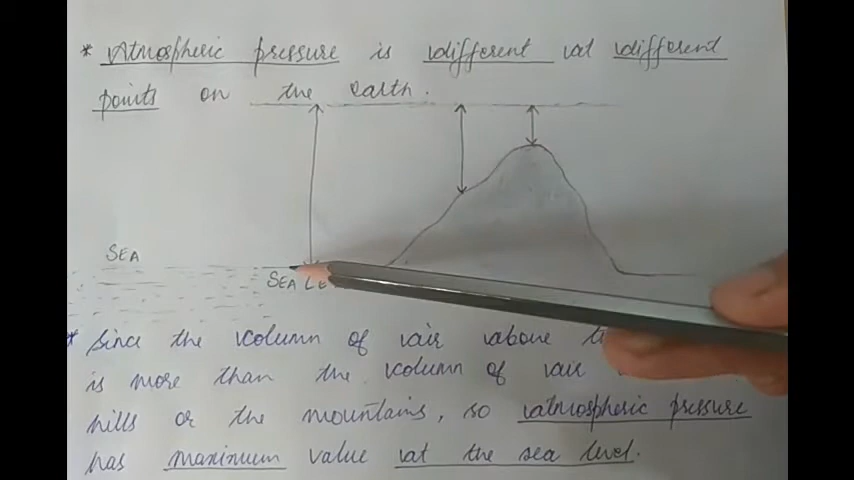 * Atmospheric pressure is different at different
points on the earth.
SEA
SEA LE
* Since the column of air above
is more than the column of air
hills or the mountains, so atmospheric pressure
has maximum value at the sea level.